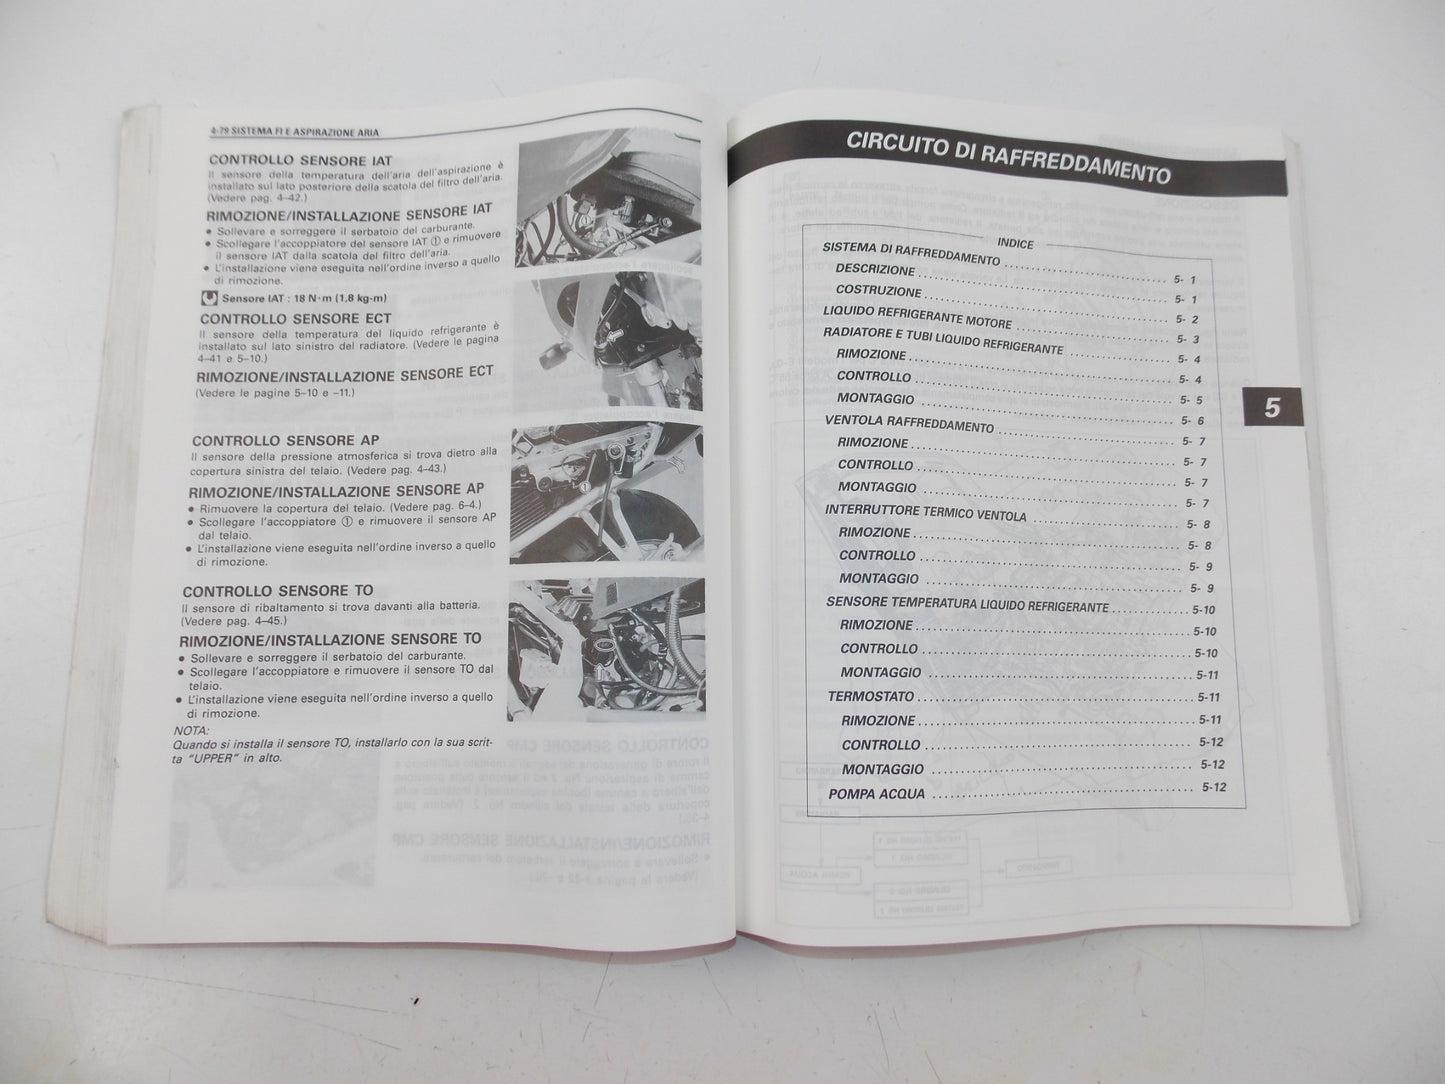 4-79 SISTEMA FI E ASPIRAZIONE ARIA
CONTROLLO SENSORE IAT
Il sensore della temperatura dell'aria dell'aspirazione è
installato sul lato posteriore della scatola del filtro dell'aria.
(Vedere pag. 4–42.)
RIMOZIONE/INSTALLAZIONE SENSORE IAT
● Sollevare e sorreggere il serbatoio del carburante.
● Scollegare l'accoppiatore del sensore IAT ① e rimuovere
il sensore IAT dalla scatola del filtro dell'aria.
● L'installazione viene eseguita nell'ordine inverso a quello
di rimozione.
Sensore IAT : 18 N·m (1,8 kg-m)
CONTROLLO SENSORE ECT
Il sensore della temperatura del liquido refrigerante è
installato sul lato sinistro del radiatore. (Vedere le pagina
4–41 e 5–10.)
RIMOZIONE/INSTALLAZIONE SENSORE ECT
(Vedere le pagine 5–10 e –11.)
CONTROLLO SENSORE AP
Il sensore della pressione atmosferica si trova dietro alla
copertura sinistra del telaio. (Vedere pag. 4–43.)
RIMOZIONE/INSTALLAZIONE SENSORE AP
● Rimuovere la copertura del telaio. (Vedere pag. 6–4.)
● Scollegare l'accoppiatore ① e rimuovere il sensore AP
dal telaio.
● L'installazione viene eseguita nell'ordine inverso a quello
di rimozione.
CONTROLLO SENSORE TO
Il sensore di ribaltamento si trova davanti alla batteria.
(Vedere pag. 4–45.)
RIMOZIONE/INSTALLAZIONE SENSORE TO
● Sollevare e sorreggere il serbatoio del carburante.
● Scollegare l'accoppiatore e rimuovere il sensore TO dal
telaio.
● L'installazione viene eseguita nell'ordine inverso a quello
di rimozione.
NOTA:
Quando si installa il sensore TO, installarlo con la sua scrit-
ta "UPPER" in alto.
CIRCUITO DI RAFFREDDAMENTO
INDICE
SISTEMA DI RAFFREDDAMENTO 5- 1
DESCRIZIONE 5- 1
COSTRUZIONE 5- 2
LIQUIDO REFRIGERANTE MOTORE 5- 3
RADIATORE E TUBI LIQUIDO REFRIGERANTE 5- 4
RIMOZIONE 5- 4
CONTROLLO 5- 5
MONTAGGIO 5- 6
VENTOLA RAFFREDDAMENTO 5- 7
RIMOZIONE 5- 7
CONTROLLO 5- 7
MONTAGGIO 5- 7
INTERRUTTORE TERMICO VENTOLA 5- 8
RIMOZIONE 5- 8
CONTROLLO 5- 9
MONTAGGIO 5- 9
SENSORE TEMPERATURA LIQUIDO REFRIGERANTE 5-10
RIMOZIONE 5-10
CONTROLLO 5-10
MONTAGGIO 5-11
TERMOSTATO 5-11
RIMOZIONE 5-11
CONTROLLO 5-12
MONTAGGIO 5-12
POMPA ACQUA 5-12
5